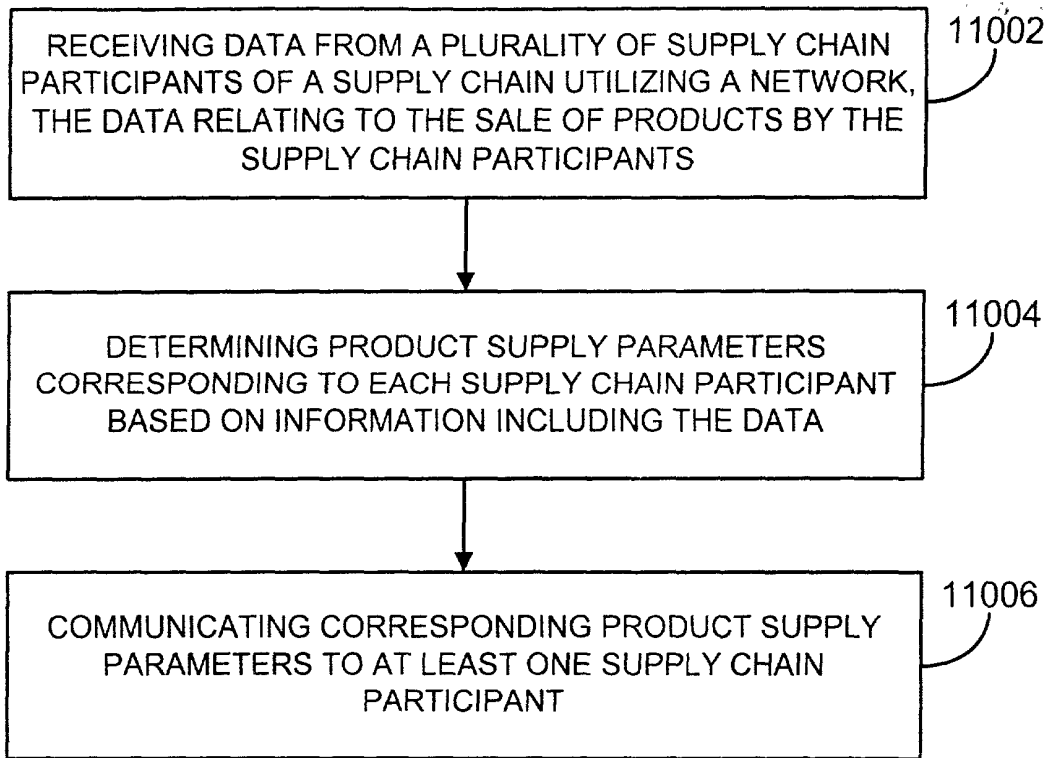 11002
RECEIVING DATA FROM A PLURALITY OF SUPPLY CHAIN
PARTICIPANTS OF A SUPPLY CHAIN UTILIZING A NETWORK,
THE DATA RELATING TO THE SALE OF PRODUCTS BY THE
SUPPLY CHAIN PARTICIPANTS
11004
DETERMINING PRODUCT SUPPLY PARAMETERS
CORRESPONDING TO EACH SUPPLY CHAIN PARTICIPANT
BASED ON INFORMATION INCLUDING THE DATA
11006
COMMUNICATING CORRESPONDING PRODUCT SUPPLY
PARAMETERS TO AT LEAST ONE SUPPLY CHAIN
PARTICIPANT